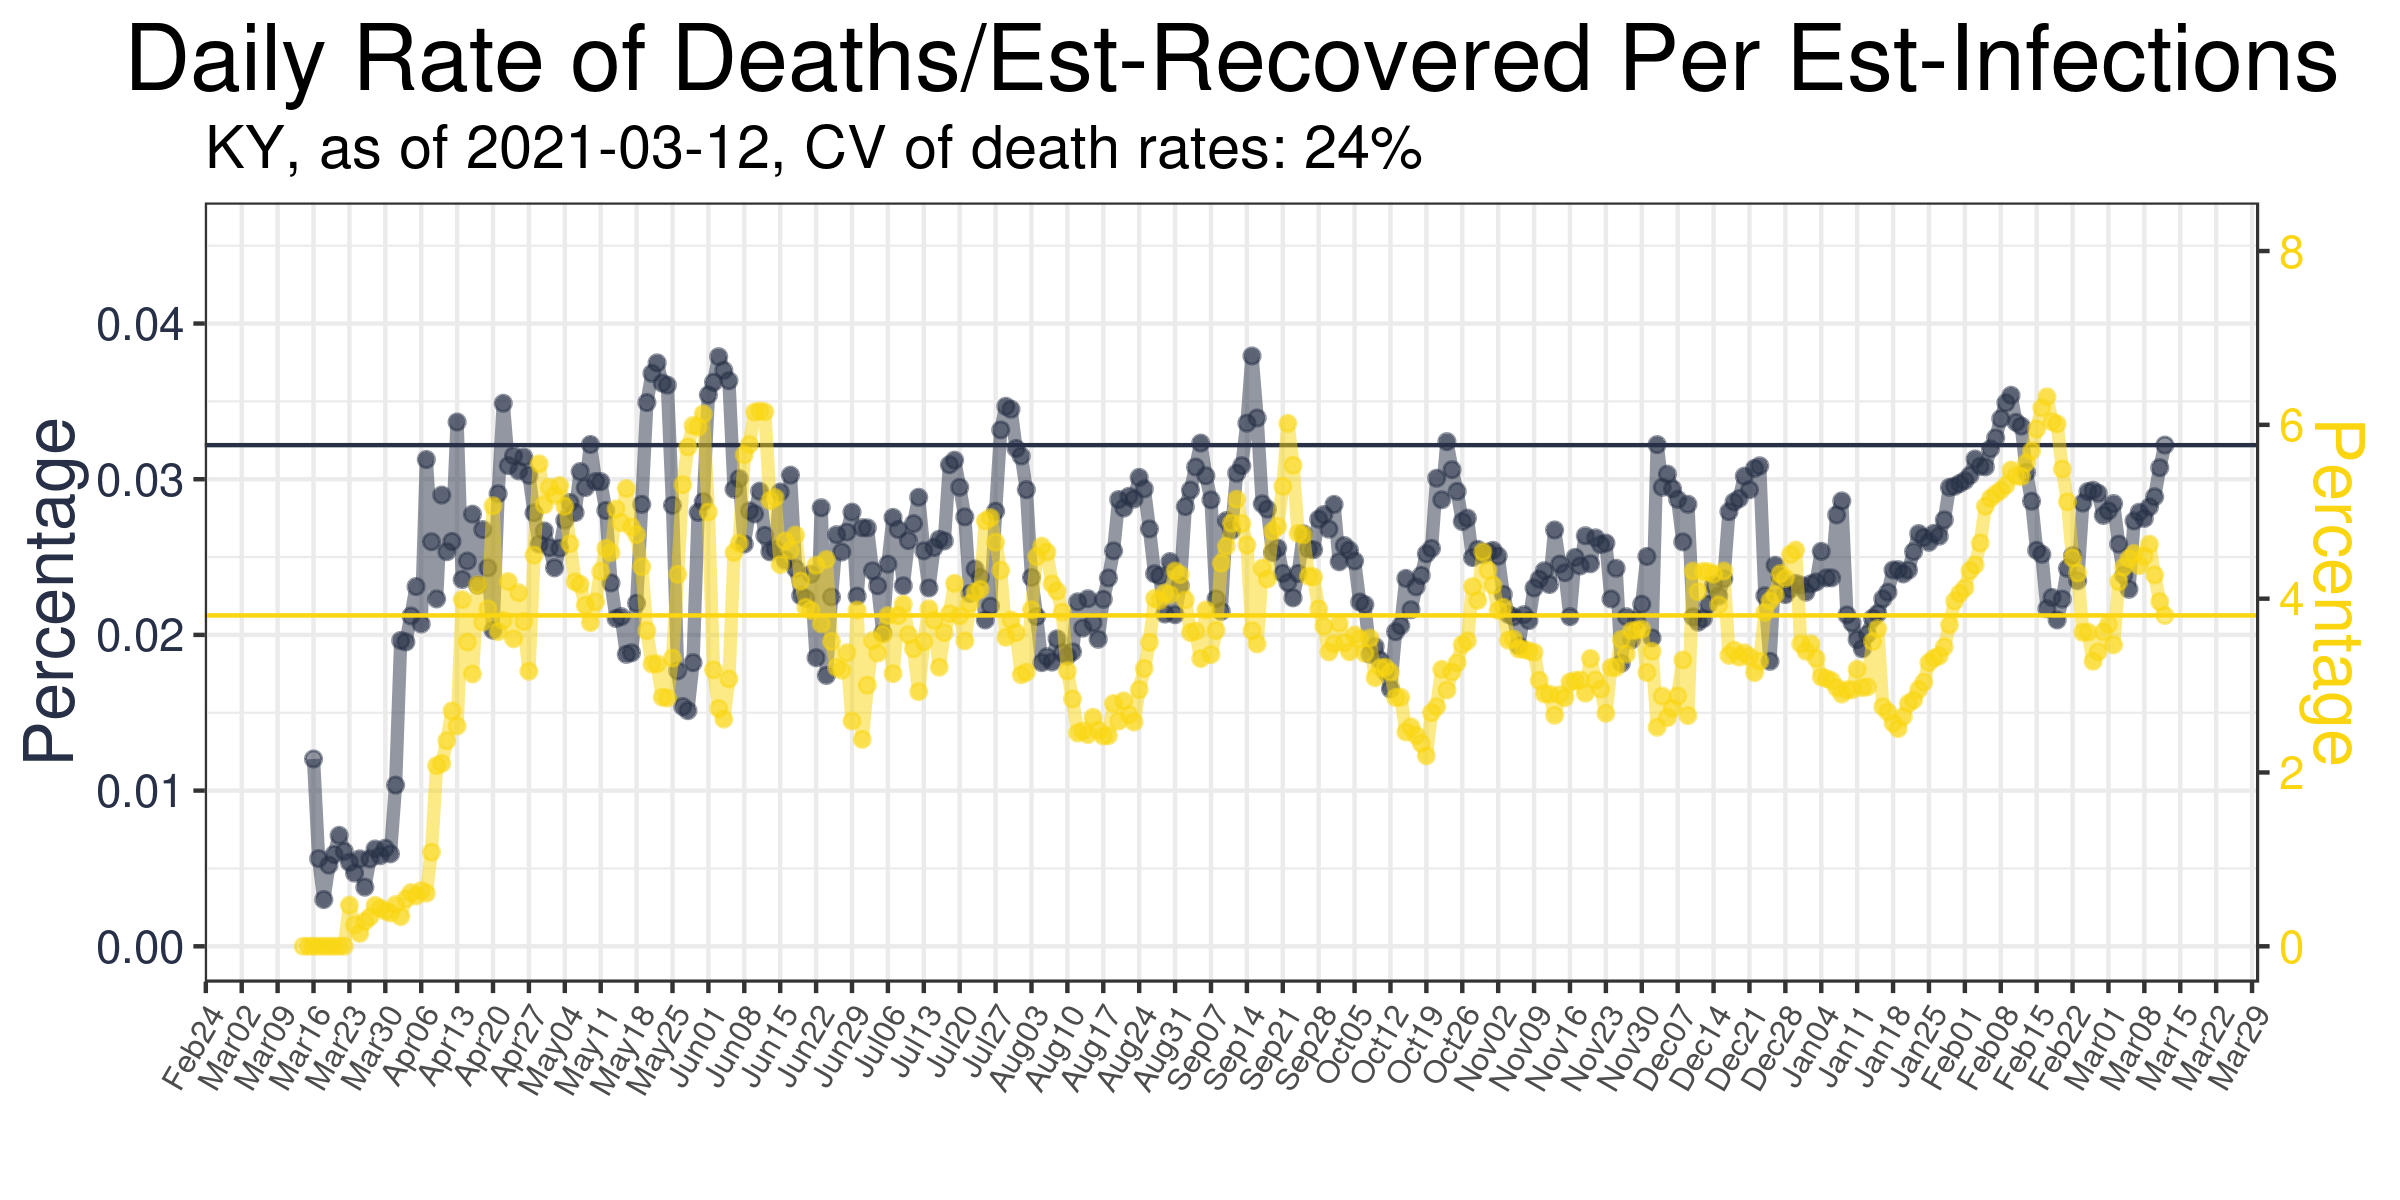 Daily Rate of Deaths/Est-Recovered Per Est-Infections
KY, as of 2021-03-12, CV of death rates: 24%
Percentage
0.04
0.03
0.02
0.01
0.00
8
6
4
2
0
Percentage
Feb24
Mar02
Mar09
Mar16
Mar23
Mar30
Apr06
Apr13
Apr20
Apr27
May04
May11
May18
May25
Jun01
Jun08
Jun15
Jun22
Jun29
Jul06
Jul13
Jul20
Jul27
Aug03
Aug10
Aug17
Aug24
Aug31
Sep07
Sep14
Sep21
Sep28
Oct05
Oct12
Oct19
Oct26
Nov02
Nov09
Nov16
Nov23
Nov30
Dec07
Dec14
Dec21
Dec28
Jan04
Jan11
Jan18
Jan25
Feb01
Feb08
Feb15
Feb22
Mar01
Mar08
Mar15
Mar22
Mar29